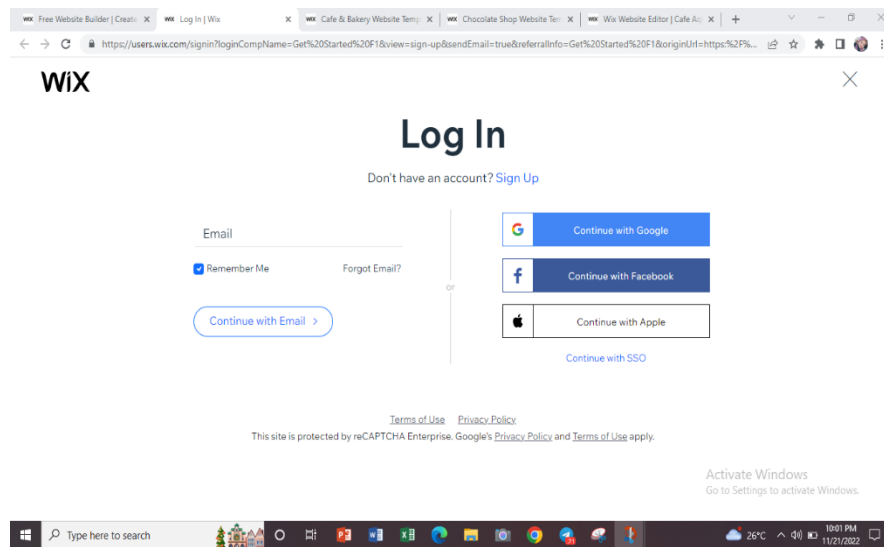 Free Website Builder | Create
Log In | Wix
Cafe & Bakery Website Temp
Chocolate Shop Website Tem
Wix Website Editor | Cafe Aq
https://users.wix.com/signin?loginCompName=Get%20Started%20F1&view=sign-up&sendEmail=true&referralInfo=Get%20Started%20F1&originUrl=https:%2F%...
WiX
Log In
Don't have an account? Sign Up
Email
Remember Me
Forgot Email?
Continue with Email >
or
Continue with Google
Continue with Facebook
Continue with Apple
Continue with SSO
Terms of Use Privacy Policy
This site is protected by reCAPTCHA Enterprise. Google's Privacy Policy and Terms of Use apply.
Activate Windows
Go to Settings to activate Windows.
Type here to search
26°C
10:01 PM
11/21/2022